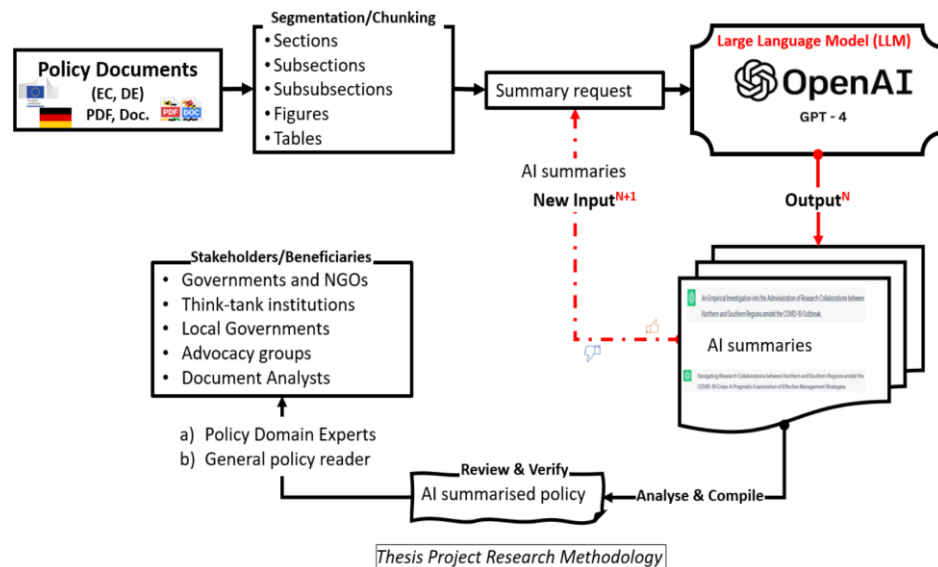 Policy Documents
(EC, DE)
PDF, Doc.
PDF
DOC
Segmentation/Chunking
• Sections
• Subsections
• Subsubsections
• Figures
• Tables
Summary request
Large Language Model (LLM)
OpenAI
GPT - 4
AI summaries
New Input N+1
Output N
An Empirical Investigation into the Administration of Research Collaborations between
Northern and Southern Regions amidst the COVID-19 Outbreak.
AI summaries
Navigating Research Collaborations between Northern and Southern Regions amidst the
COVID-19 Crisis: A Pragmatic Examination of Effective Management Strategies.
Stakeholders/Beneficiaries
• Governments and NGOs
• Think-tank institutions
• Local Governments
• Advocacy groups
• Document Analysts
a) Policy Domain Experts
b) General policy reader
Review & Verify
AI summarised policy
Analyse & Compile
Thesis Project Research Methodology